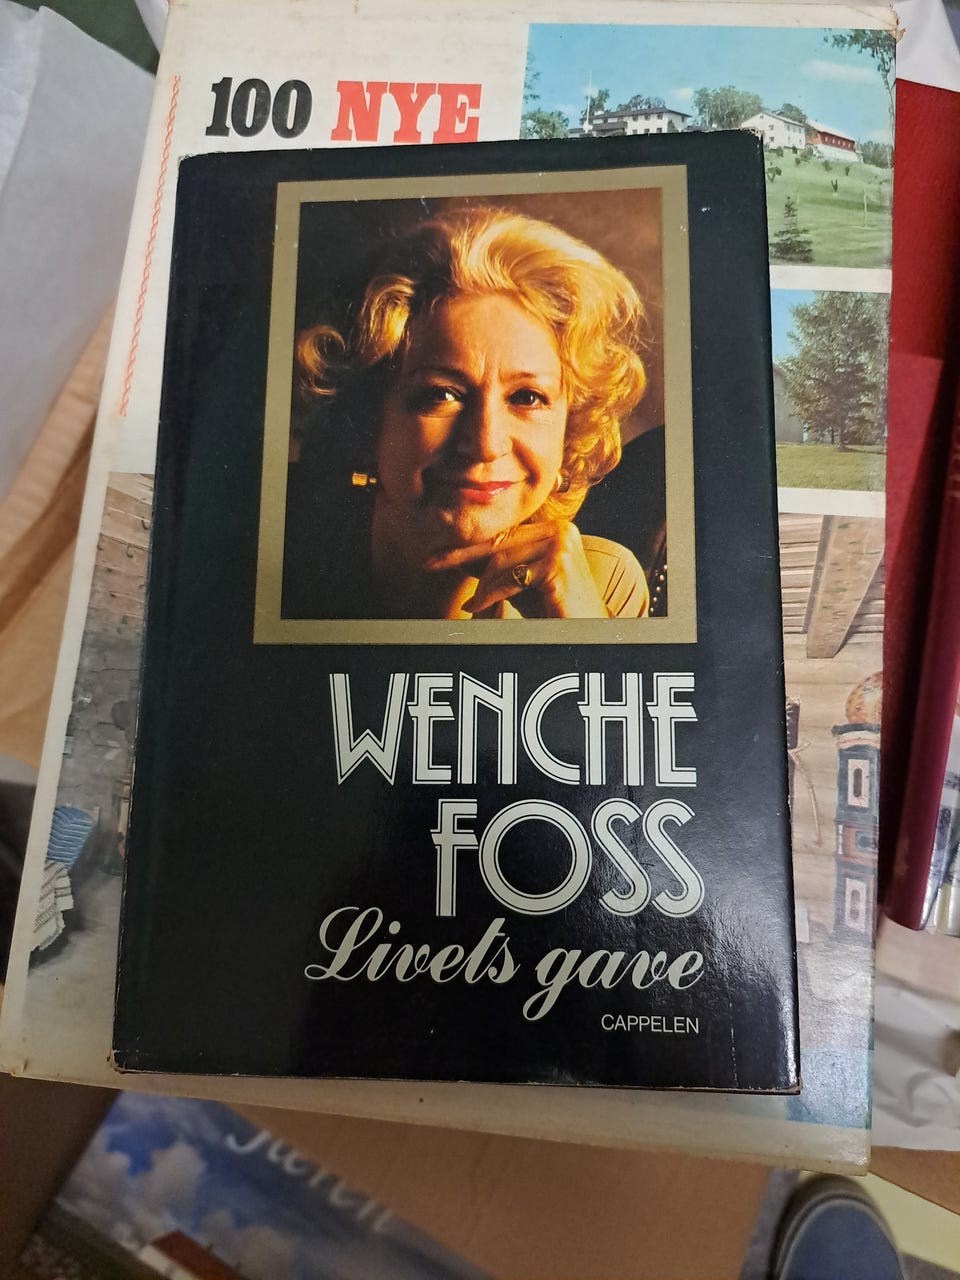 100 NYE
WENCHE
FOSS
Livets gave
CAPPELEN